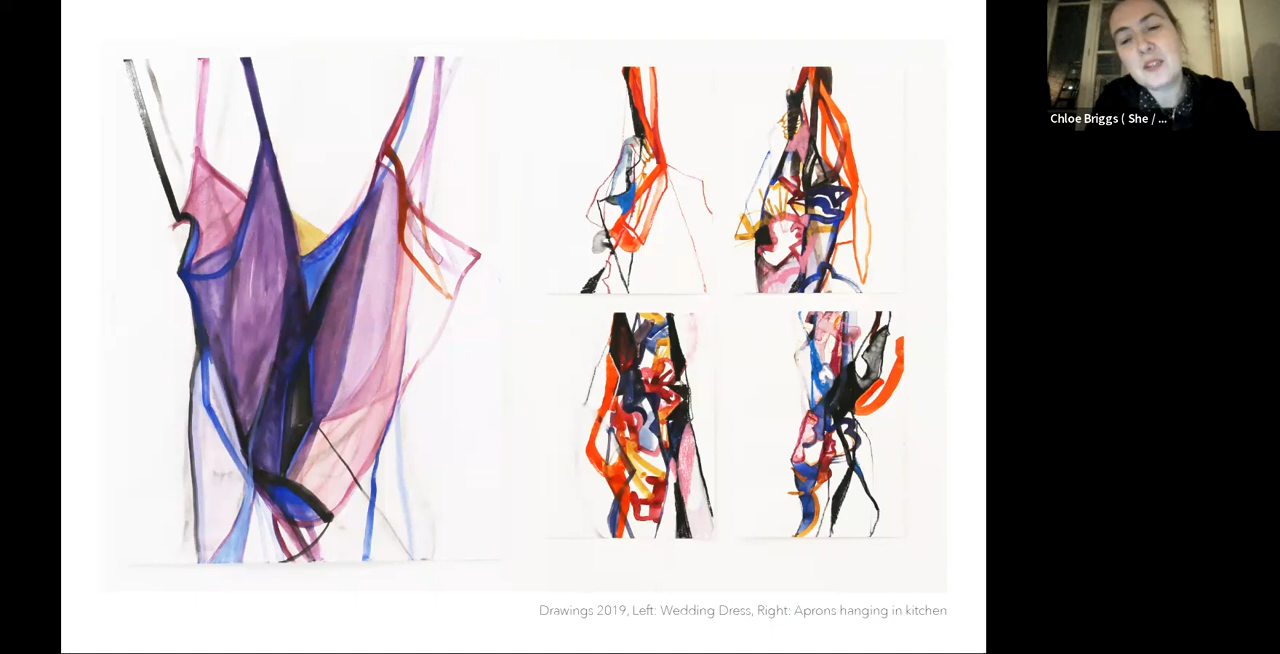 Chloe Briggs ( She / ...
Drawings 2019, Left: Wedding Dress, Right: Aprons hanging in kitchen